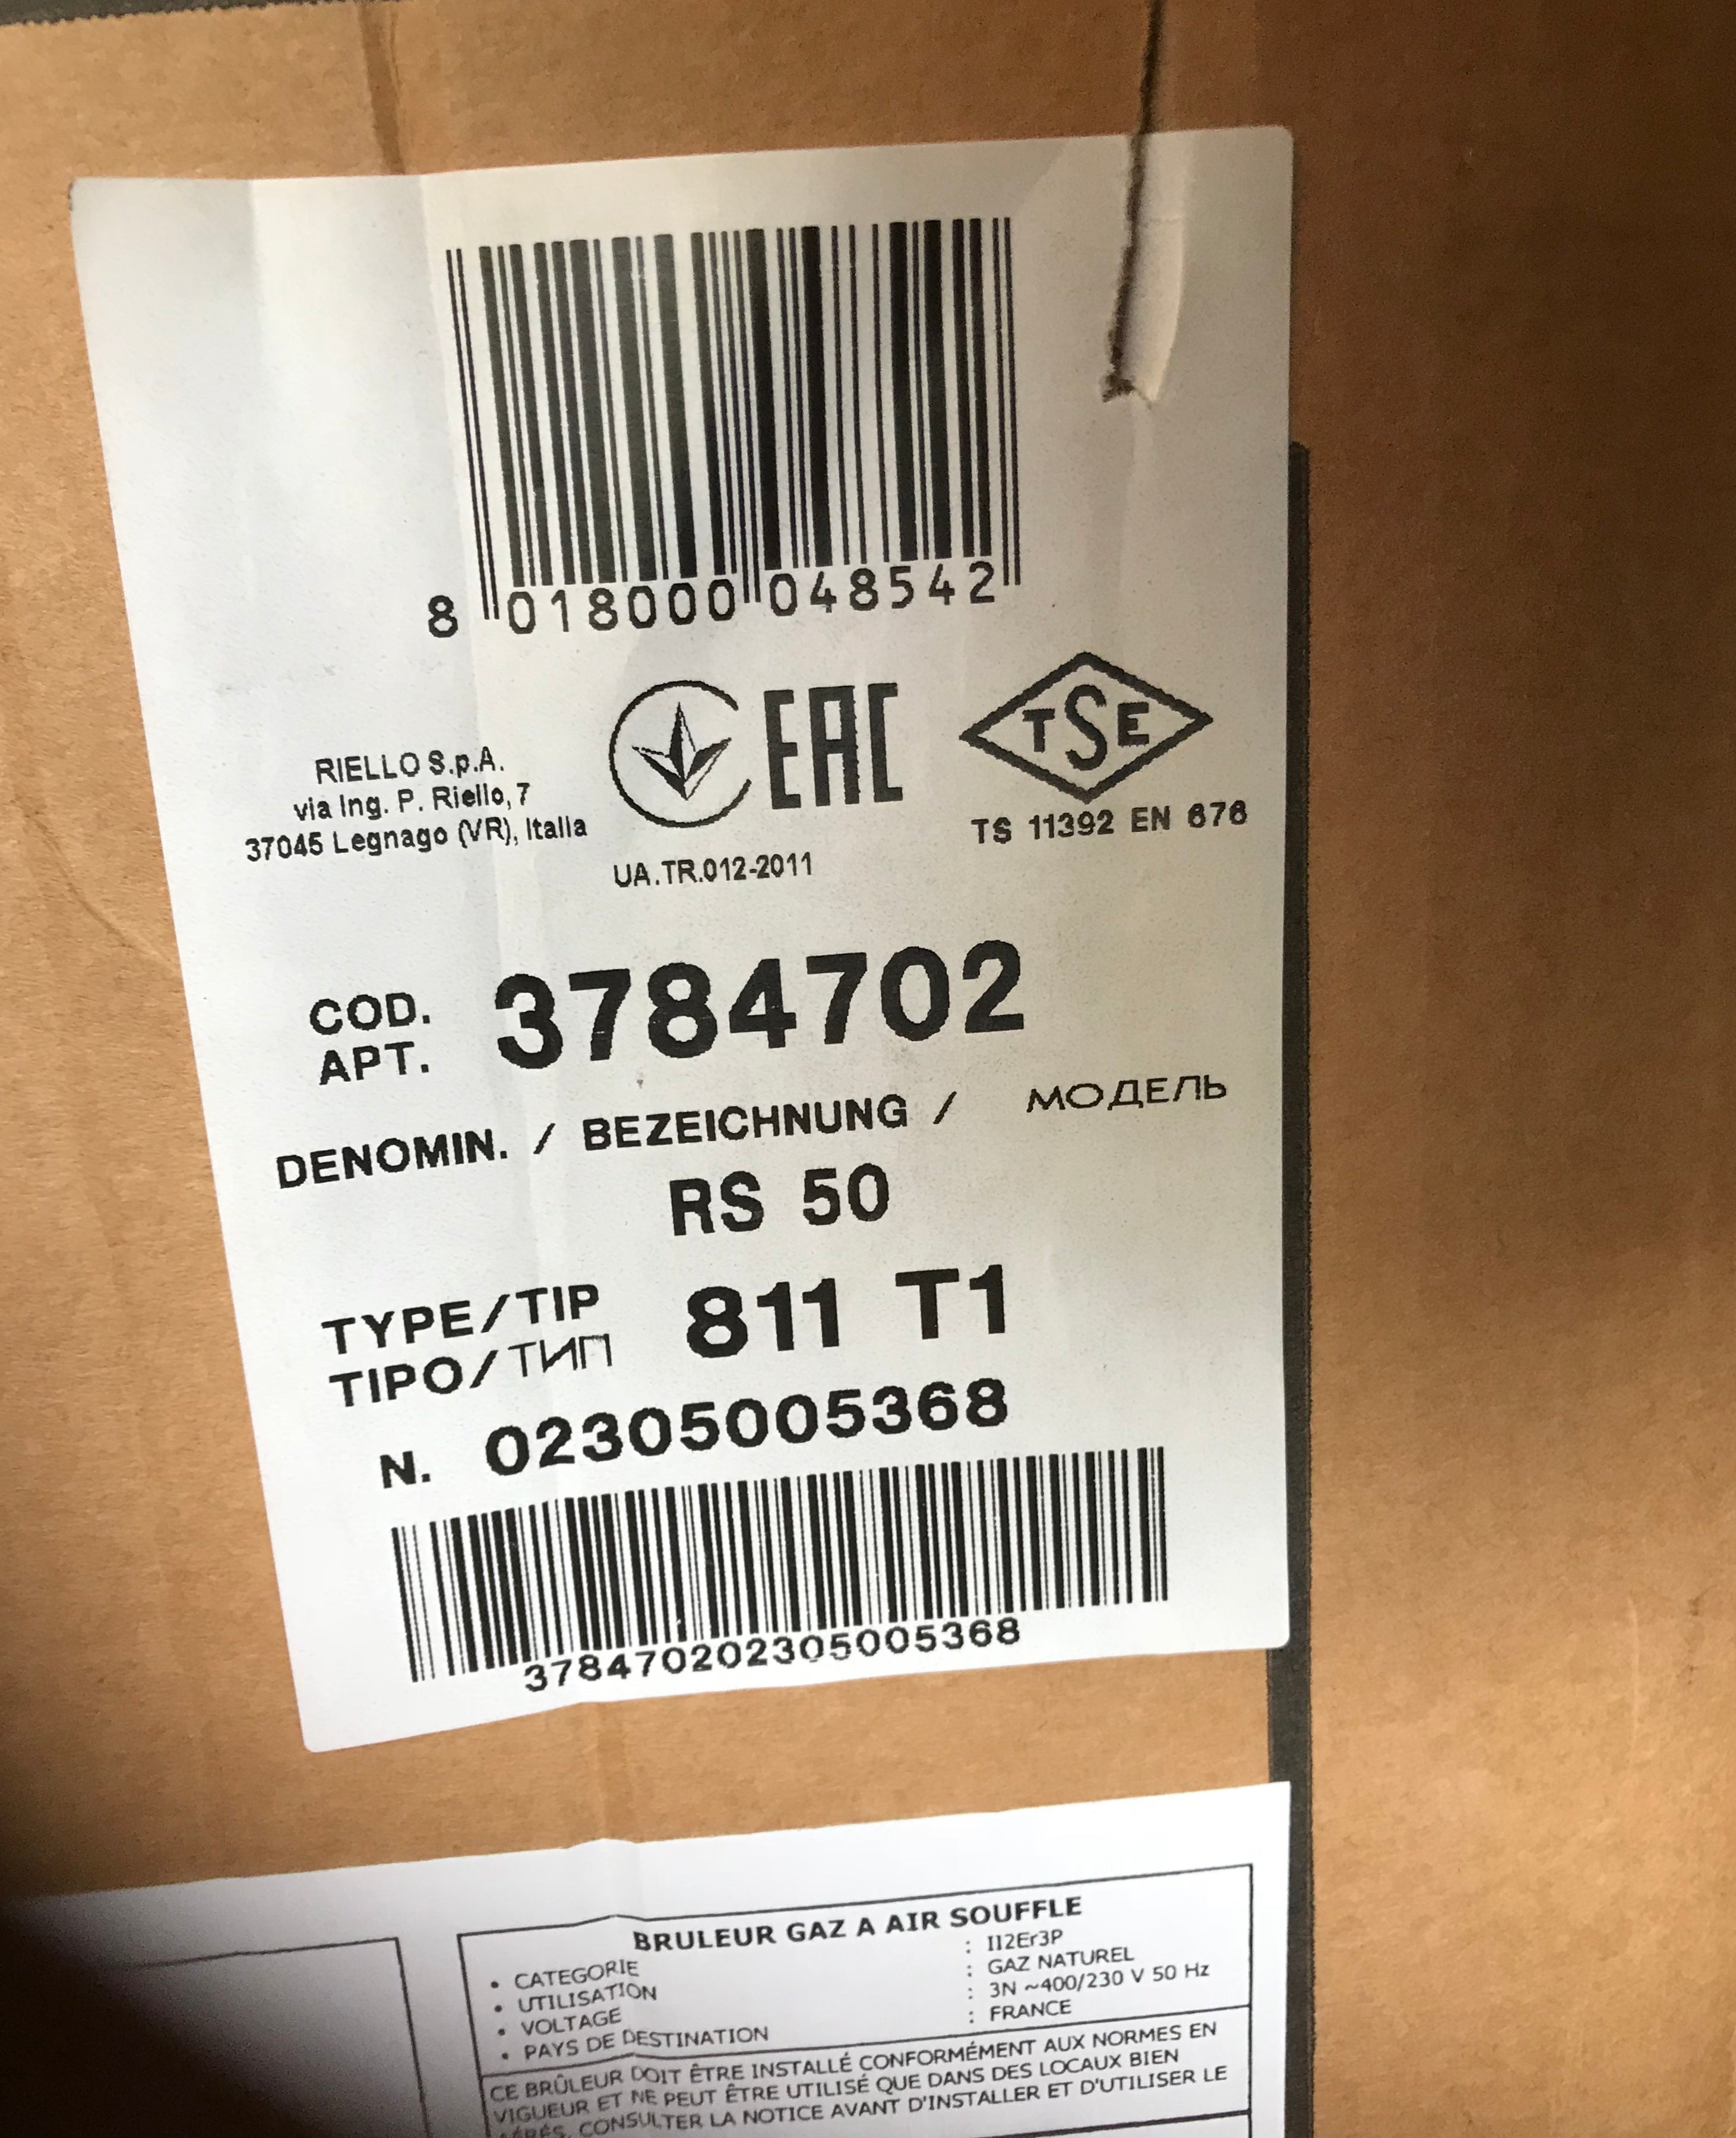 8 018000 048542
RIELLO S.p.A.
via Ing. P. Riello, 7
37045 Legnago (VR), Italia
EAC
UA.TR.012-2011
TSE
TS 11392 EN 676
COD.
APT.
3784702
DENOMIN. / BEZEICHNUNG / МОДЕЛЬ
RS 50
TYPE/TIP
TIPO/ТИП
811 T1
N. 02305005368
378470202305005368
BRULEUR GAZ A AIR SOUFFLE
• CATEGORIE : II2Er3P
• UTILISATION : GAZ NATUREL
• VOLTAGE : 3N ~400/230 V 50 Hz
• PAYS DE DESTINATION : FRANCE
CE BRÛLEUR DOIT ÊTRE INSTALLÉ CONFORMÉMENT AUX NORMES EN
VIGUEUR ET NE PEUT ÊTRE UTILISÉ QUE DANS DES LOCAUX BIEN
CONSULTER LA NOTICE AVANT D'INSTALLER ET D'UTILISER LE